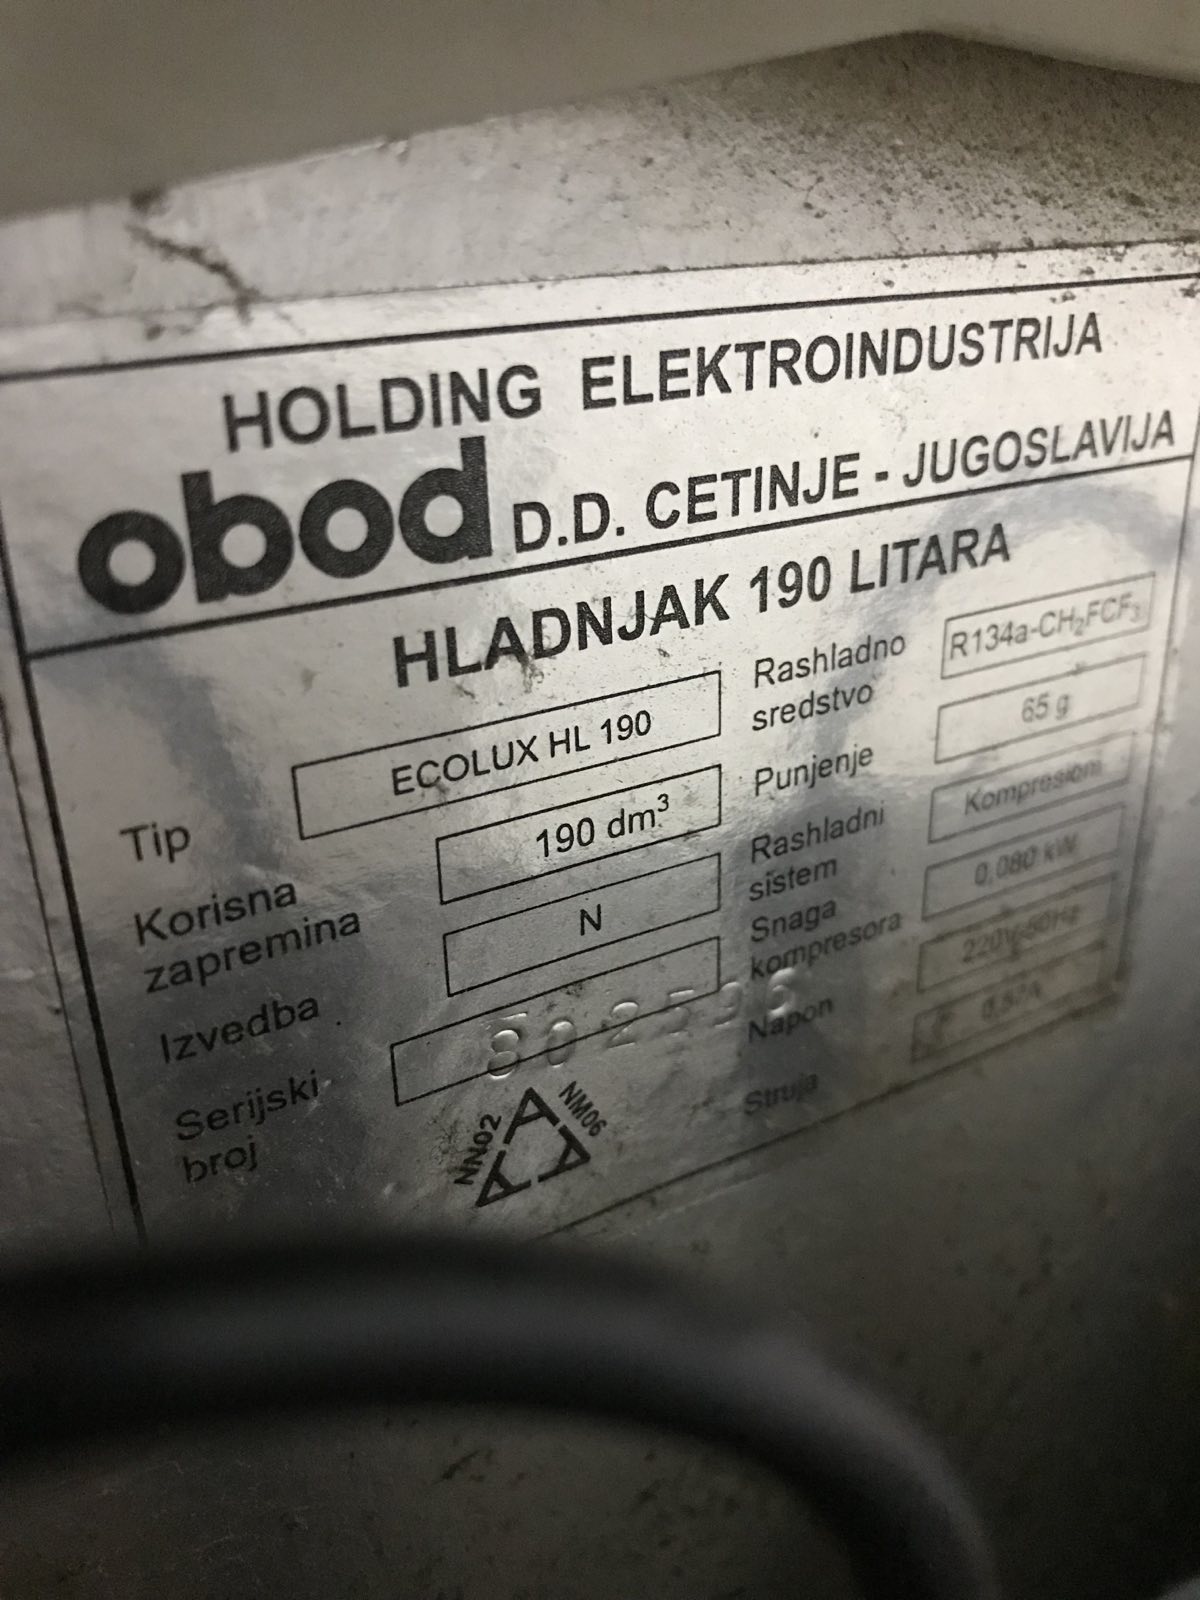 HOLDING ELEKTROINDUSTRIJA
obod D.D. CETINJE - JUGOSLAVIJA
HLADNJAK 190 LITARA
Tip ECOLUX HL 190
Korisna zapremina 190 dm³
Izvedba N
Serijski broj 802596
NN02 NM06
Rashladno sredstvo R134a-CH₂FCF₃
Punjenje 65 g
Rashladni sistem Kompresioni
Snaga kompresora 0,080 kW
Napon 220V-50Hz
Struja